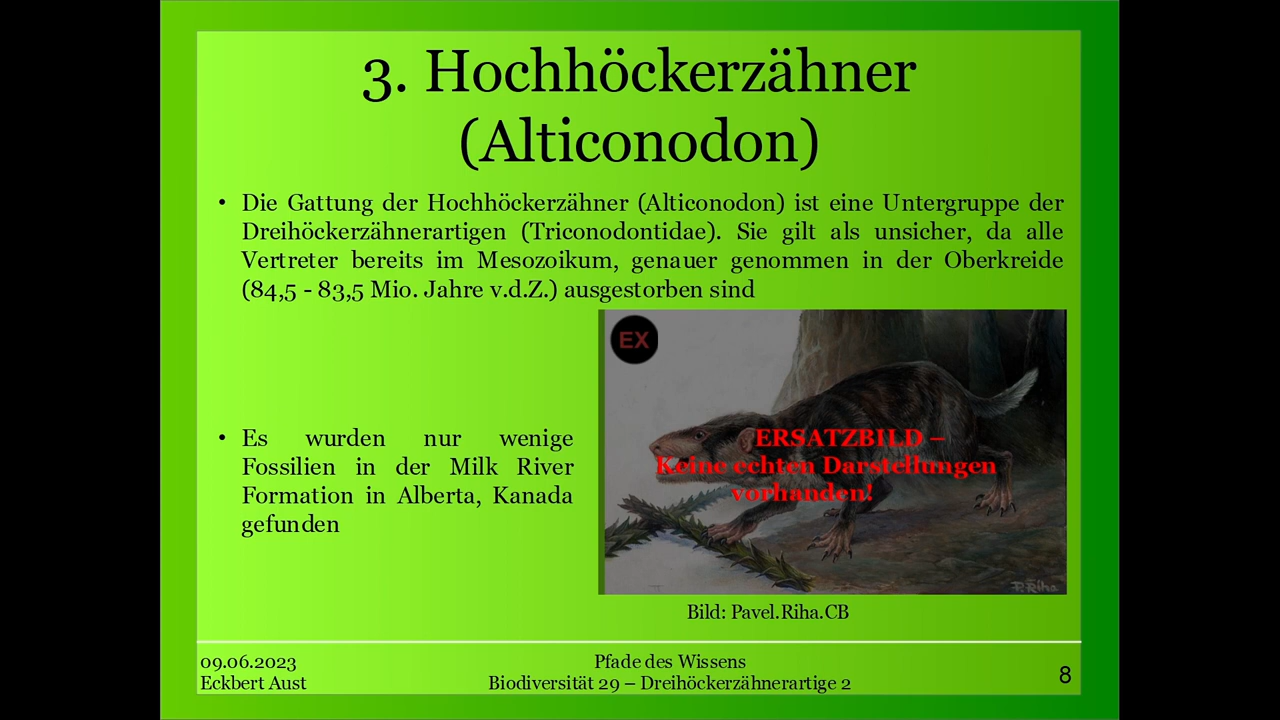 3. Hochhöckerzähner
(Alticonodon)
• Die Gattung der Hochhöckerzähner (Alticonodon) ist eine Untergruppe der
Dreihöckerzähnerartigen (Triconodontidae). Sie gilt als unsicher, da alle
Vertreter bereits im Mesozoikum, genauer genommen in der Oberkreide
(84,5 - 83,5 Mio. Jahre v.d.Z.) ausgestorben sind
• Es wurden nur wenige
Fossilien in der Milk River
Formation in Alberta, Kanada
gefunden
EX
ERSATZBILD –
Keine echten Darstellungen
vorhanden!
P. Říha
Bild: Pavel.Riha.CB
09.06.2023
Eckbert Aust
Pfade des Wissens
Biodiversität 29 – Dreihöckerzähnerartige 2
8